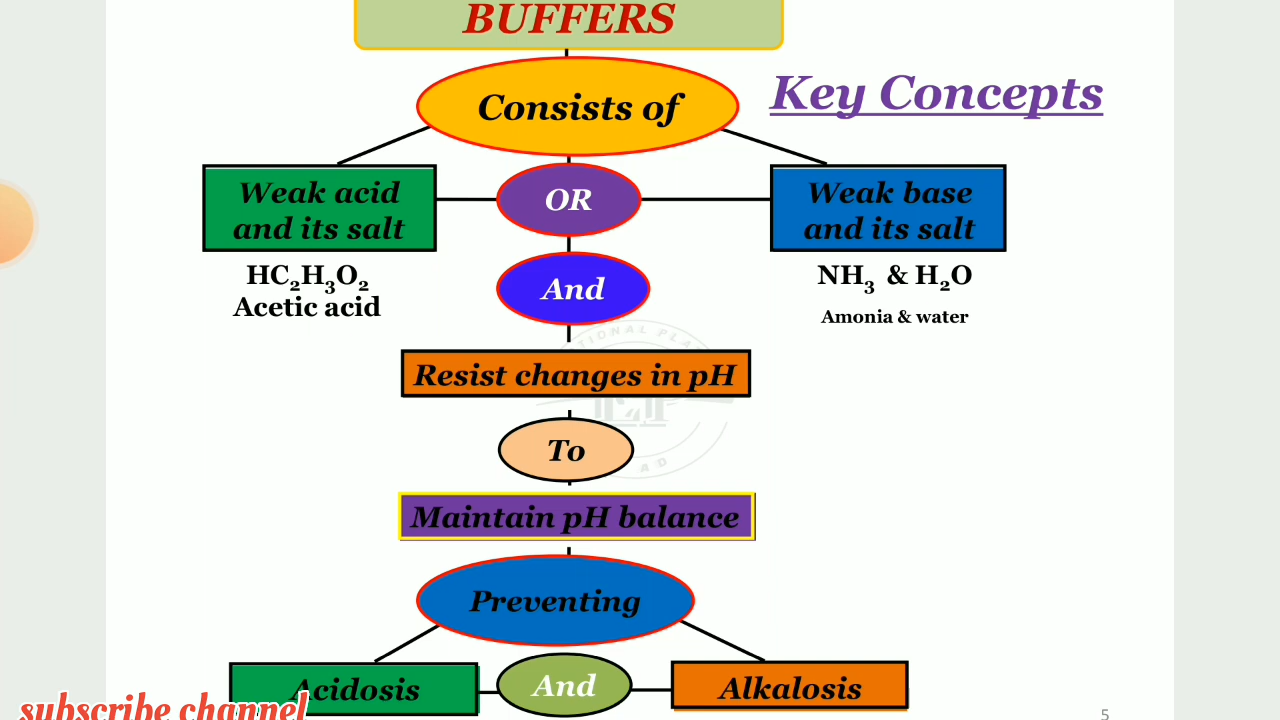 BUFFERS
Consists of
Key Concepts
Weak acid
and its salt
OR
Weak base
and its salt
HC₂H₃O₂
Acetic acid
And
NH₃ & H₂O
Amonia & water
Resist changes in pH
To
Maintain pH balance
Preventing
Acidosis
And
Alkalosis
subscribe channel
5